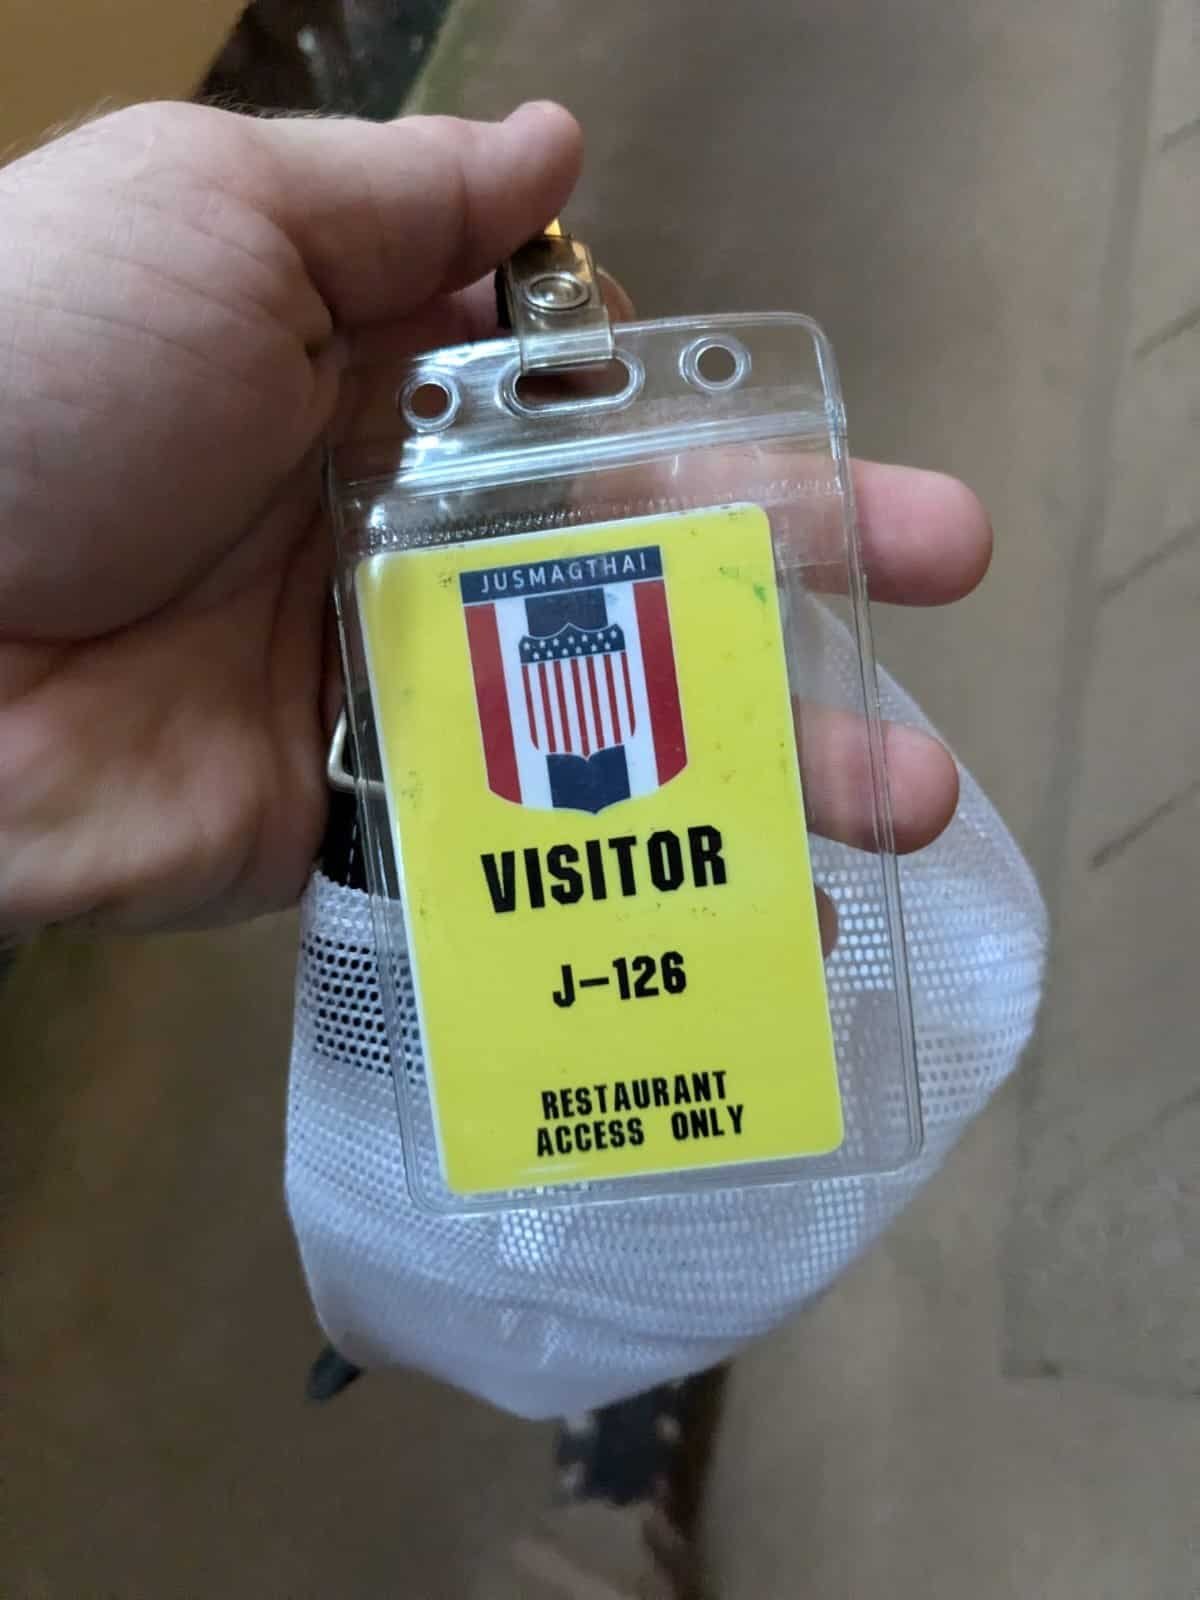 JUSMAGTHAI
VISITOR
J-126
RESTAURANT
ACCESS ONLY